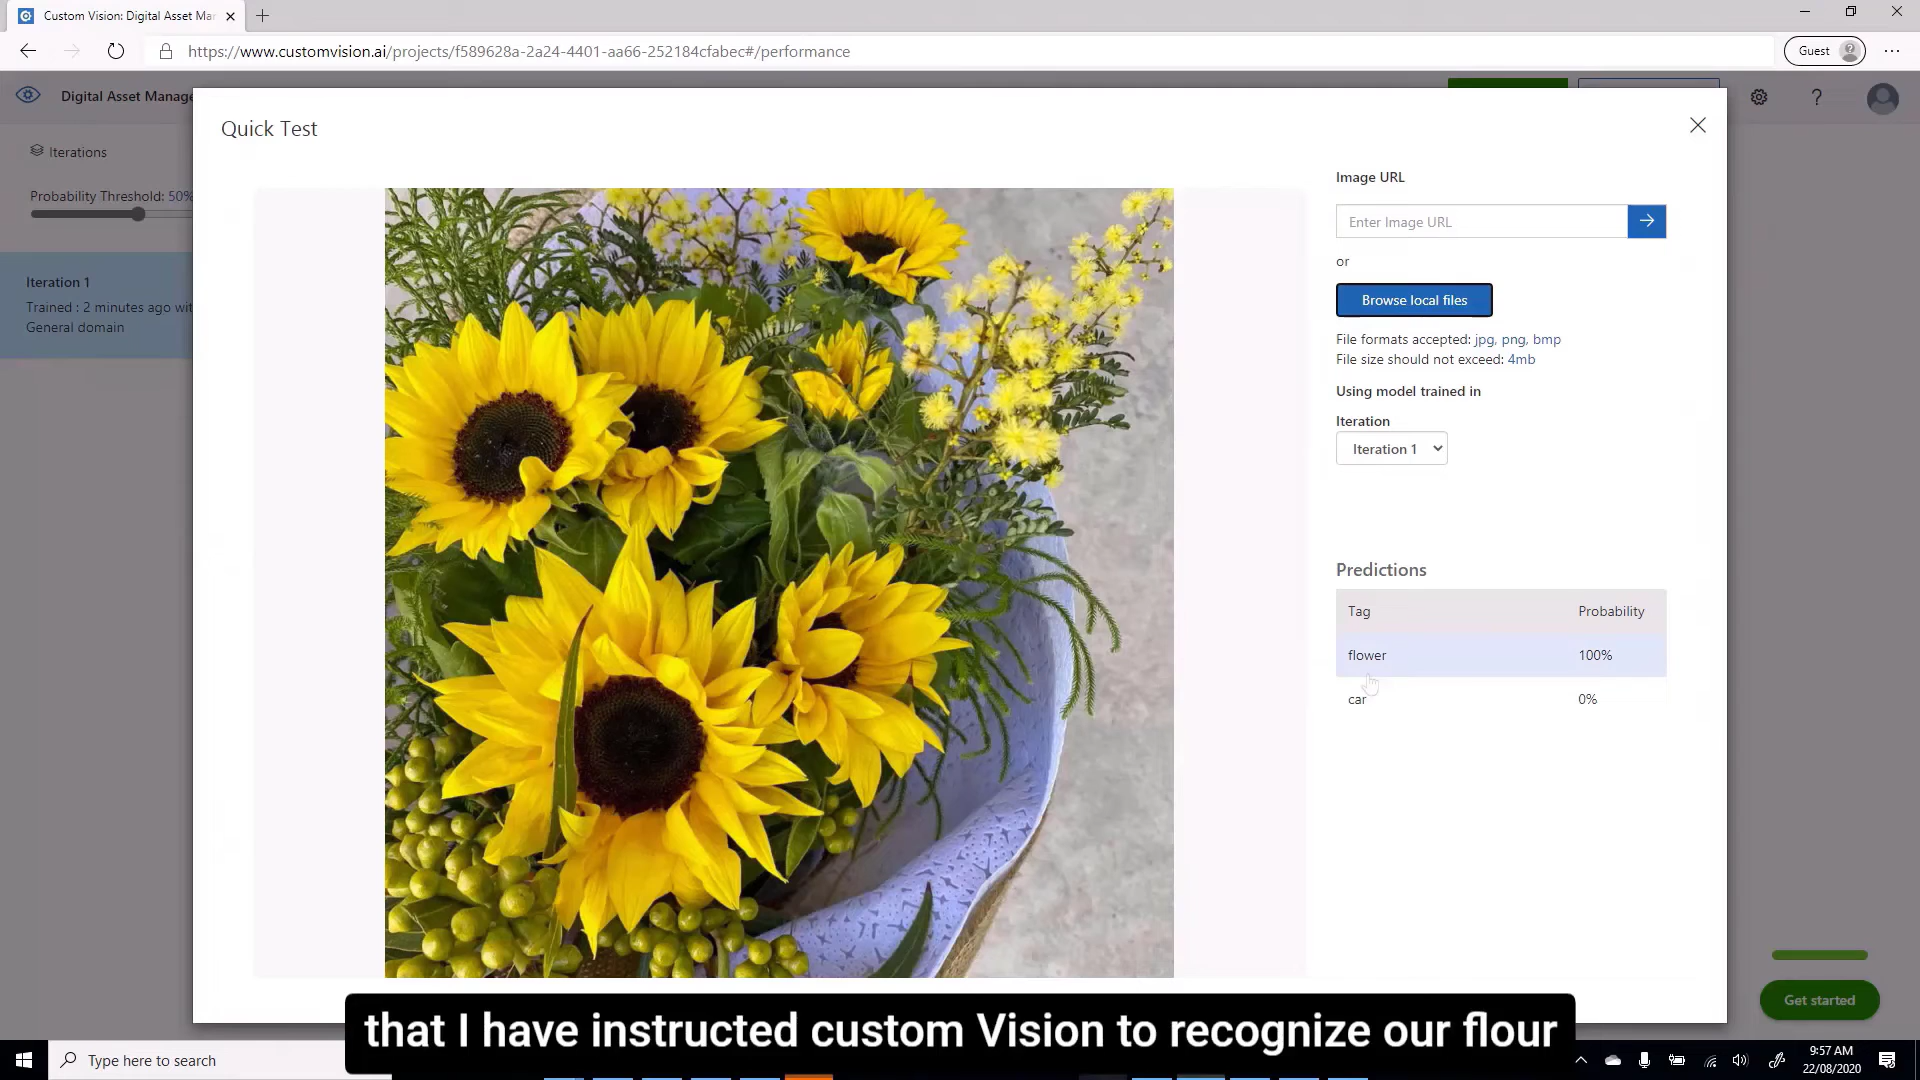 Custom Vision: Digital Asset Mar
https://www.customvision.ai/projects/f589628a-2a24-4401-aa66-252184cfabec#/performance
Guest
Digital Asset Manage
Quick Test
Iterations
Probability Threshold: 50%
Iteration 1
Trained : 2 minutes ago wit
General domain
Image URL
Enter Image URL
or
Browse local files
File formats accepted: jpg, png, bmp
File size should not exceed: 4mb
Using model trained in
Iteration
Iteration 1
Predictions
Tag Probability
flower 100%
car 0%
Get started
that I have instructed custom Vision to recognize our flour
Type here to search
9:57 AM
22/08/2020